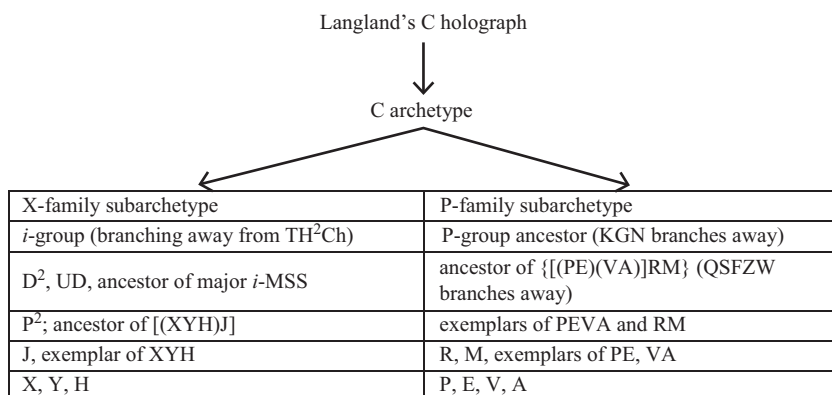 Langland’s C holograph
C archetype
X-family subarchetype
P-family subarchetype
i-group (branching away from TH²Ch)
P-group ancestor (KGN branches away)
D², UD, ancestor of major i-MSS
ancestor of {[(PE)(VA)]RM} (QSFZW
branches away)
P²; ancestor of [(XYH)J]
exemplars of PEVA and RM
J, exemplar of XYH
R, M, exemplars of PE, VA
X, Y, H
P, E, V, A